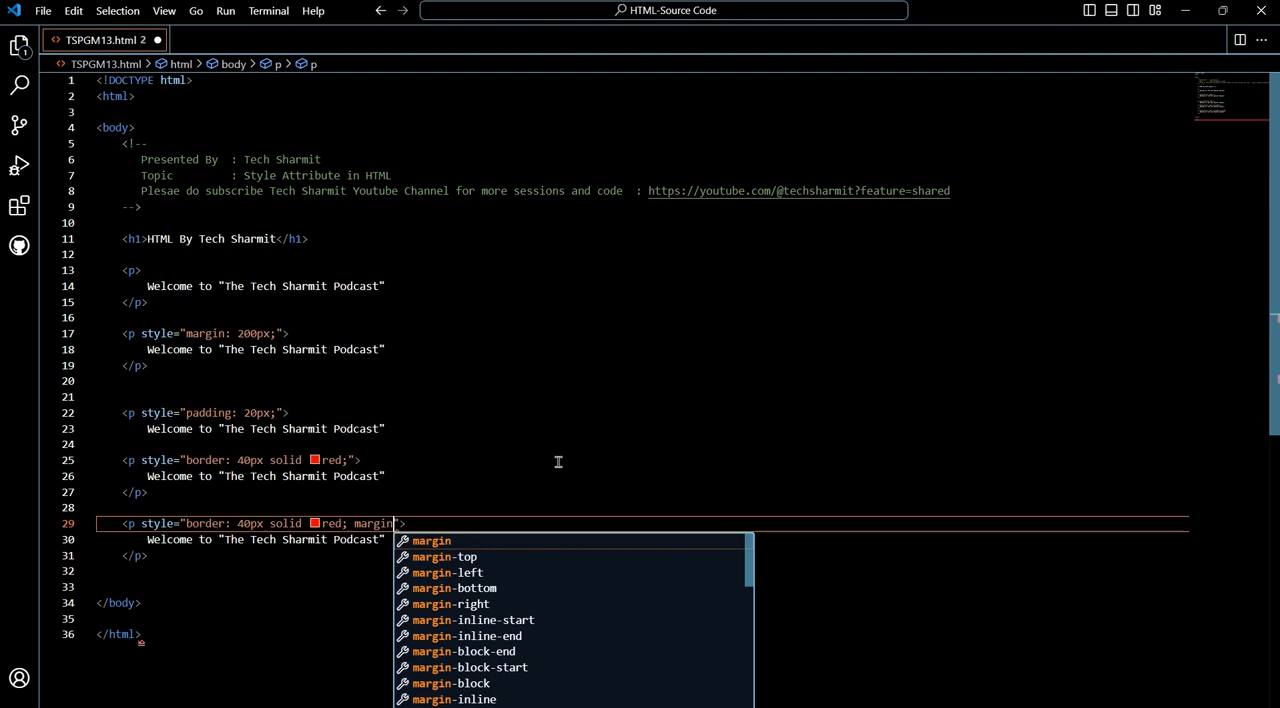 File Edit Selection View Go Run Terminal Help HTML-Source Code
TSPGM13.html 2
TSPGM13.html > html > body > p > p
1 <!DOCTYPE html>
2 <html>
3
4 <body>
5 <!--
6 Presented By : Tech Sharmit
7 Topic : Style Attribute in HTML
8 Plesae do subscribe Tech Sharmit Youtube Channel for more sessions and code : https://youtube.com/@techsharmit?feature=shared
9 -->
10
11 <h1>HTML By Tech Sharmit</h1>
12
13 <p>
14 Welcome to "The Tech Sharmit Podcast"
15 </p>
16
17 <p style="margin: 200px;">
18 Welcome to "The Tech Sharmit Podcast"
19 </p>
20
21
22 <p style="padding: 20px;">
23 Welcome to "The Tech Sharmit Podcast"
24
25 <p style="border: 40px solid red;">
26 Welcome to "The Tech Sharmit Podcast"
27 </p>
28
29 <p style="border: 40px solid red; margin">
30 Welcome to "The Tech Sharmit Podcast"
31 </p>
32
33
34 </body>
35
36 </html>
margin
margin-top
margin-left
margin-bottom
margin-right
margin-inline-start
margin-inline-end
margin-block-end
margin-block-start
margin-block
margin-inline
1